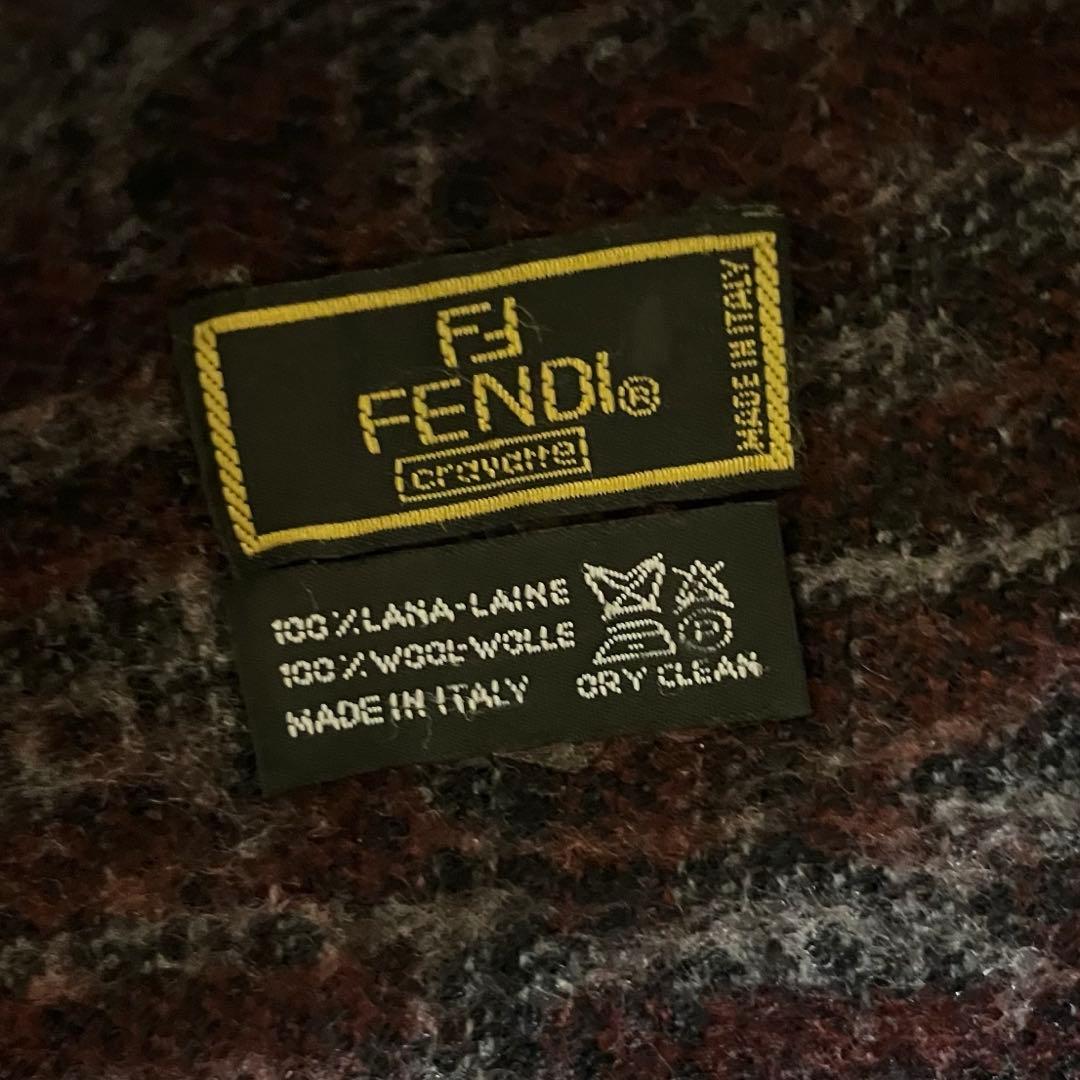 FF
FENDI®
cravatte
MADE IN ITALY
100%LANA-LAINE
100%WOOL-WOLLE
MADE IN ITALY
P
DRY CLEAN